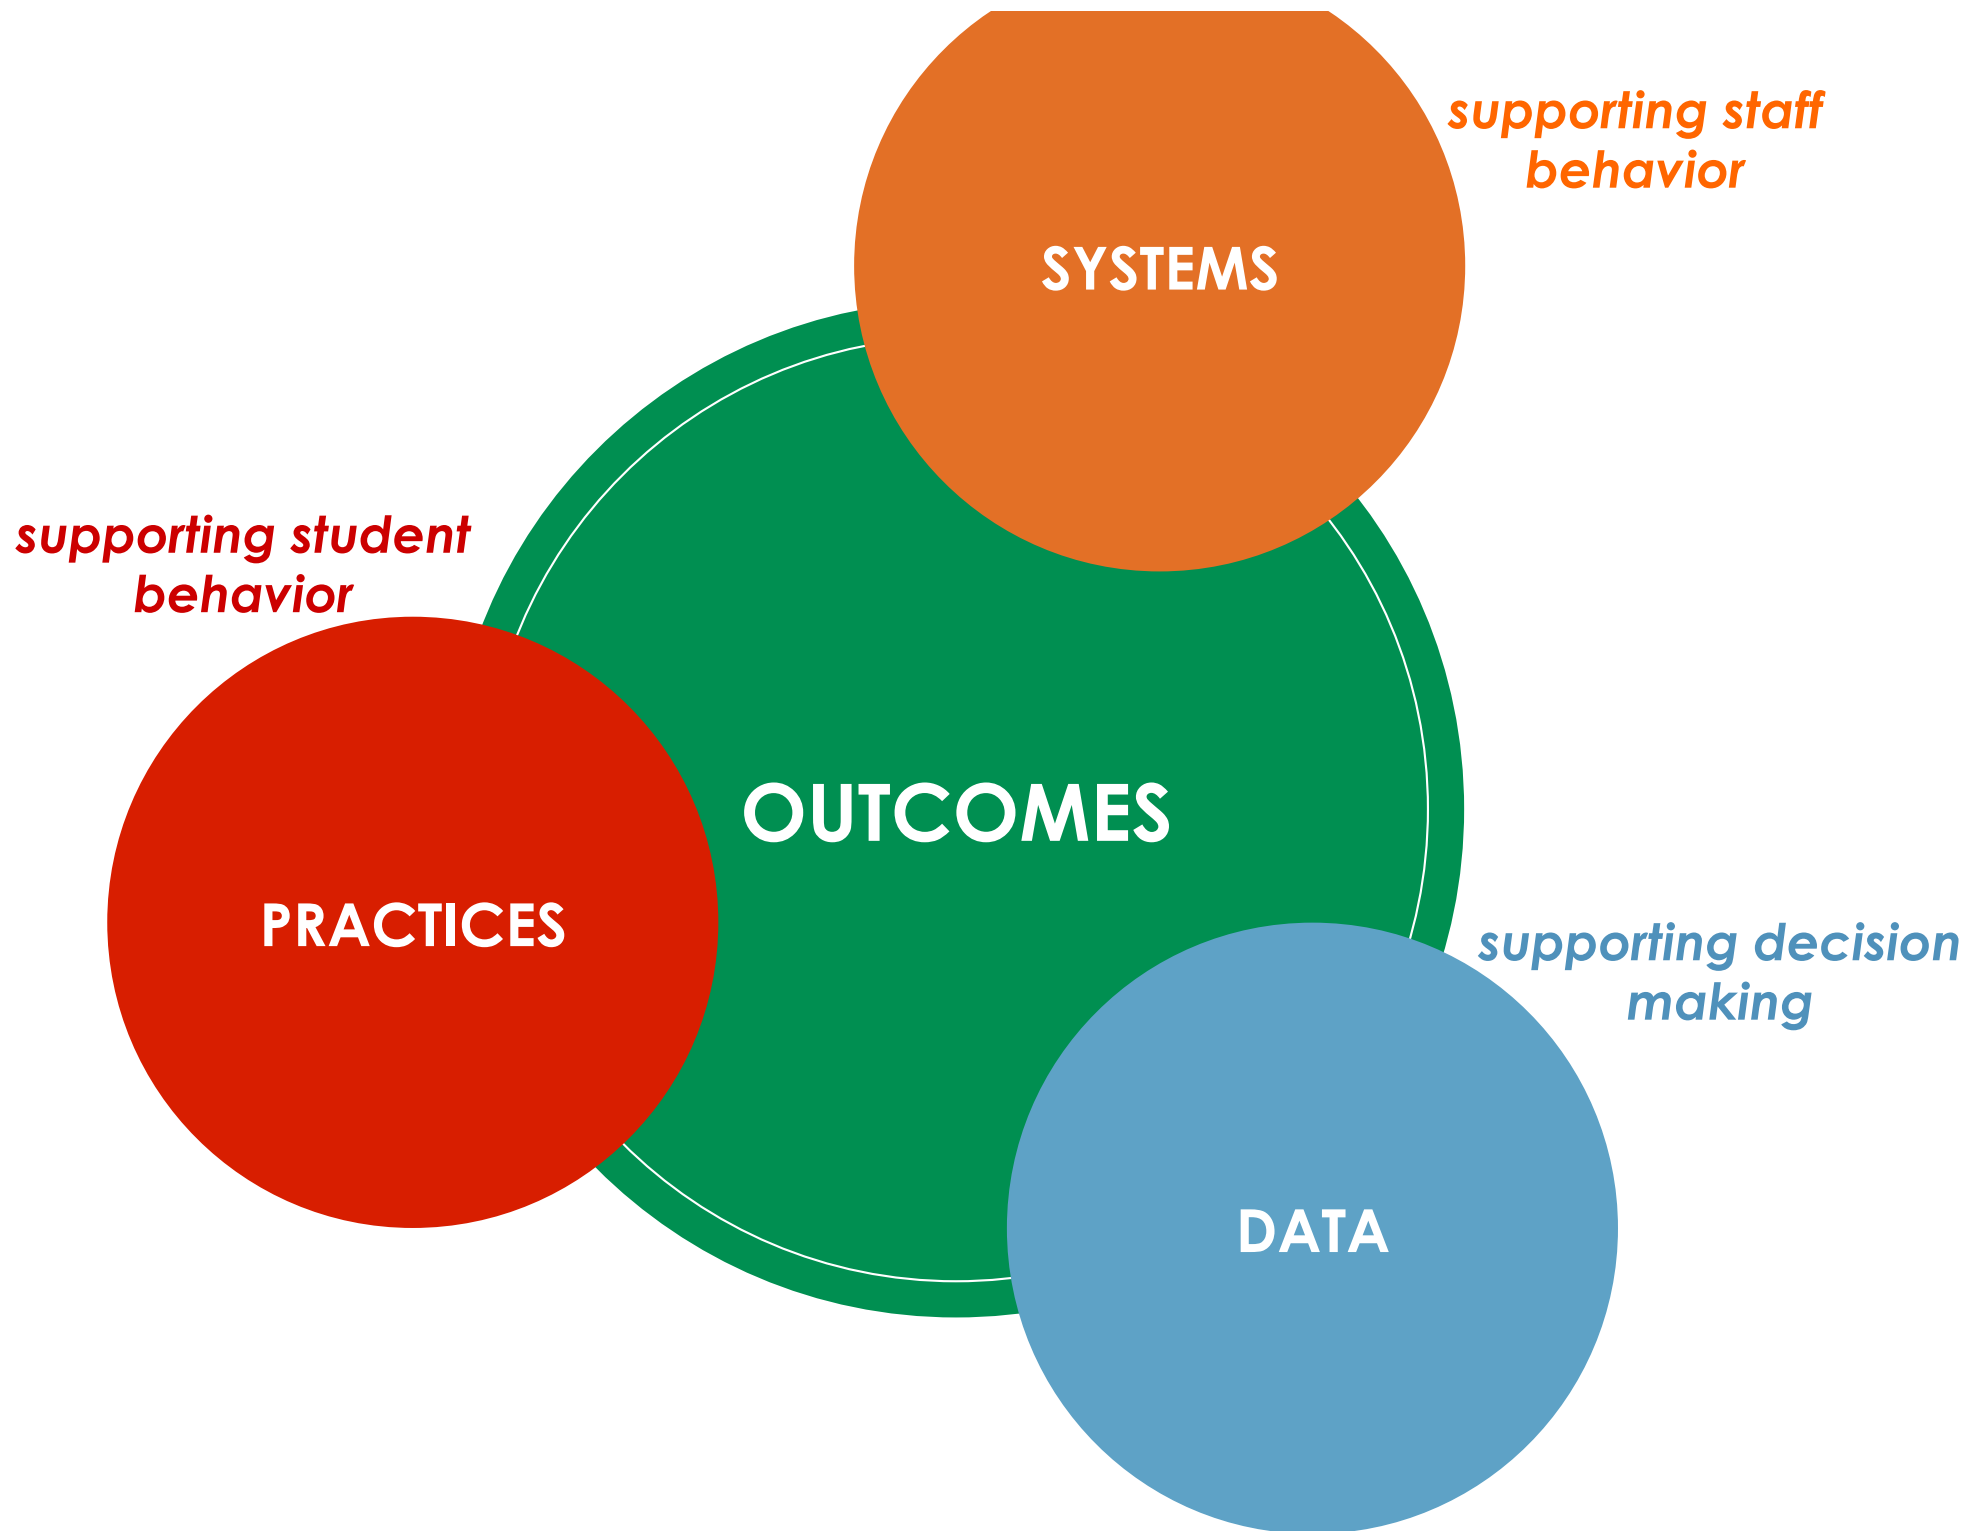 supporting staff
behavior
SYSTEMS
supporting student
behavior
OUTCOMES
PRACTICES
supporting decision
making
DATA